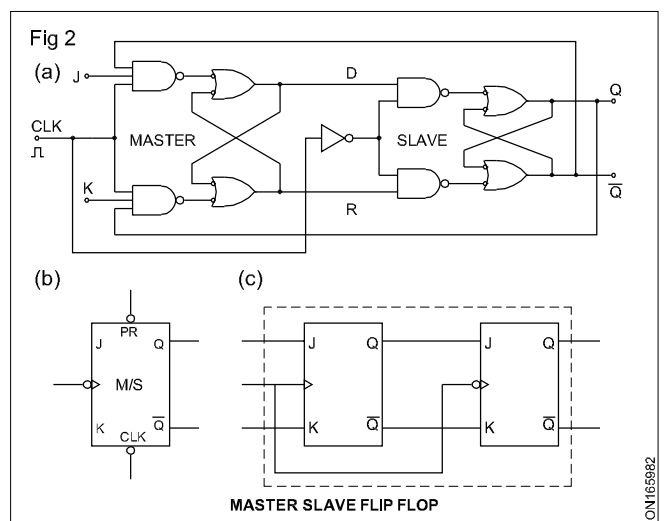 Fig 2
(a)
J
D
Q
CLK
MASTER
SLAVE
K
R
Q̅
(b)
(c)
PR
J Q
M/S
K Q̅
CLK
J Q J Q
K Q̅ K Q̅
MASTER SLAVE FLIP FLOP
ON165982